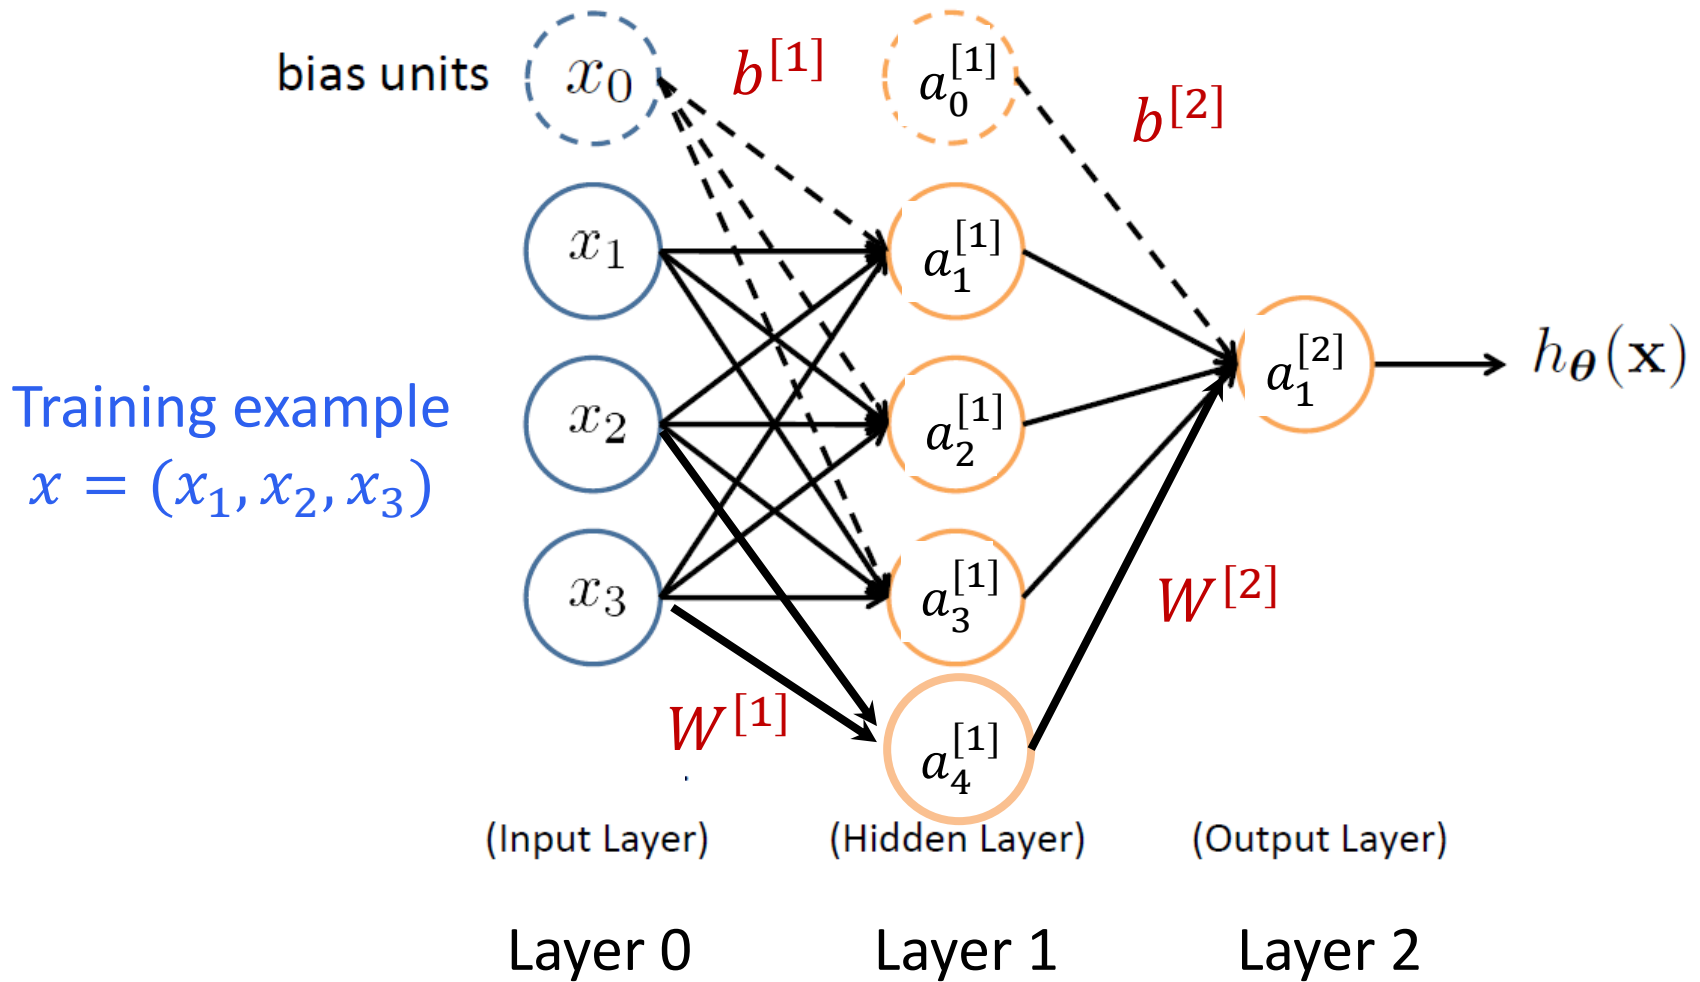 bias units
x₀
b[1]
a₀[1]
b[2]
x₁
a₁[1]
a₁[2]
hθ(x)
Training example
x = (x₁, x₂, x₃)
x₂
a₂[1]
x₃
a₃[1]
W[2]
W[1]
a₄[1]
(Input Layer) (Hidden Layer) (Output Layer)
Layer 0 Layer 1 Layer 2